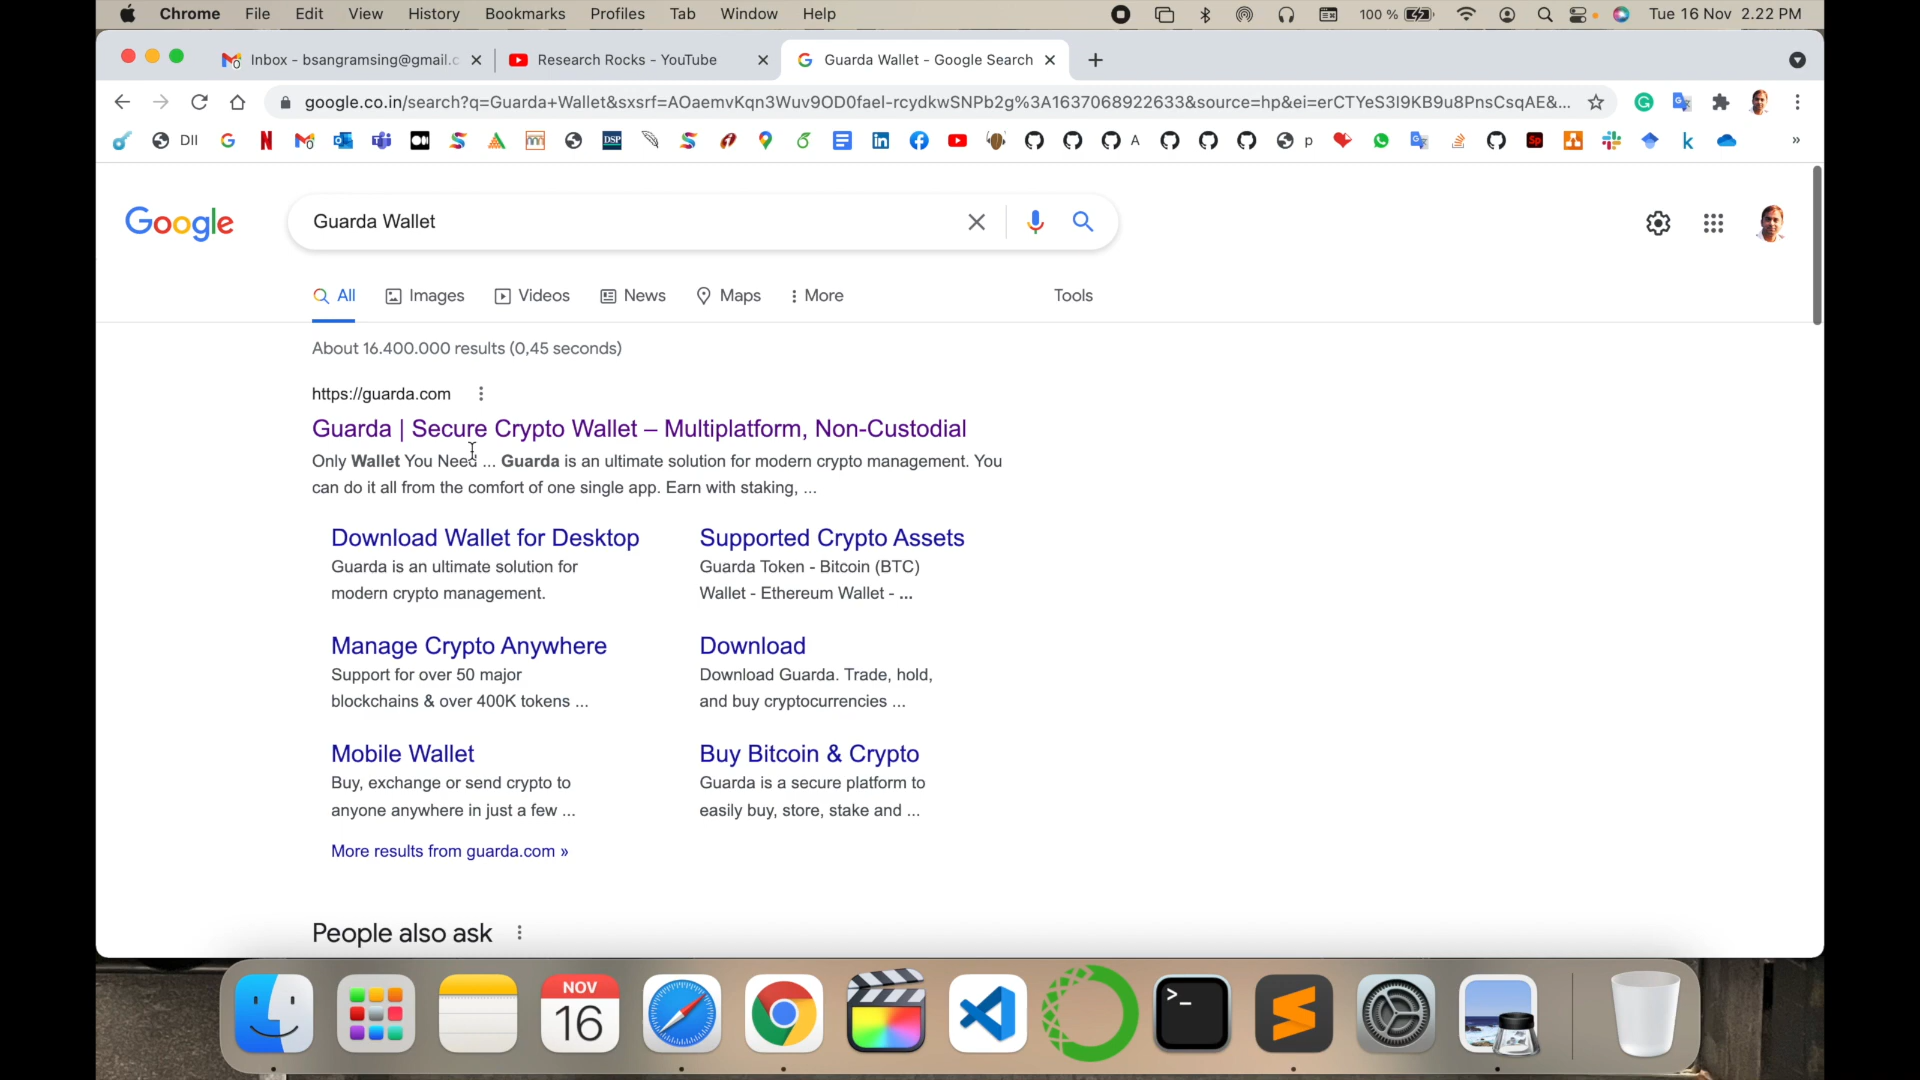 Chrome File Edit View History Bookmarks Profiles Tab Window Help 100 % Tue 16 Nov 2.22 PM
Inbox - bsangramsing@gmail.c Research Rocks - YouTube Guarda Wallet - Google Search
google.co.in/search?q=Guarda+Wallet&sxsrf=AOaemvKqn3Wuv9OD0fael-rcydkwSNPb2g%3A1637068922633&source=hp&ei=erCTYeS3I9KB9u8PnsCsqAE&...
DII DSP A p Sp k »
Google Guarda Wallet
All Images Videos News Maps More Tools
About 16.400.000 results (0,45 seconds)
https://guarda.com
Guarda | Secure Crypto Wallet – Multiplatform, Non-Custodial
Only Wallet You Need ... Guarda is an ultimate solution for modern crypto management. You
can do it all from the comfort of one single app. Earn with staking, ...
Download Wallet for Desktop
Guarda is an ultimate solution for
modern crypto management.
Supported Crypto Assets
Guarda Token - Bitcoin (BTC)
Wallet - Ethereum Wallet - ...
Manage Crypto Anywhere
Support for over 50 major
blockchains & over 400K tokens ...
Download
Download Guarda. Trade, hold,
and buy cryptocurrencies ...
Mobile Wallet
Buy, exchange or send crypto to
anyone anywhere in just a few ...
Buy Bitcoin & Crypto
Guarda is a secure platform to
easily buy, store, stake and ...
More results from guarda.com »
People also ask
NOV
16
>_